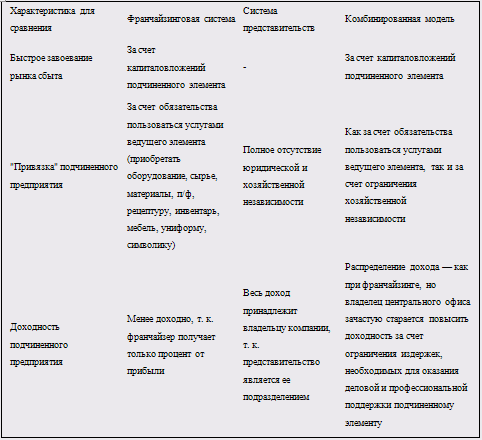 Характеристика для
сравнения
Франчайзинговая система
Система
представительств
Комбинированная модель
Быстрое завоевание
рынка сбыта
За счет
капиталовложений
подчиненного элемента
-
За счет капиталовложений
подчиненного элемента
"Привязка" подчиненного
предприятия
За счет обязательства
пользоваться услугами
ведущего элемента
(приобретать
оборудование, сырье,
материалы, п/ф,
рецептуру, инвентарь,
мебель, униформу,
символику)
Полное отсутствие
юридической и
хозяйственной
независимости
Как за счет обязательства
пользоваться услугами
ведущего элемента, так и за
счет ограничения
хозяйственной
независимости
Доходность
подчиненного
предприятия
Менее доходно, т. к.
франчайзер получает
только процент от
прибыли
Весь доход
принадлежит
владельцу компании,
т. к.
представительство
является ее
подразделением
Распределение дохода — как
при франчайзинге, но
владелец центрального офиса
зачастую старается повысить
доходность за счет
ограничения издержек,
необходимых для оказания
деловой и профессиональной
поддержки подчиненному
элементу